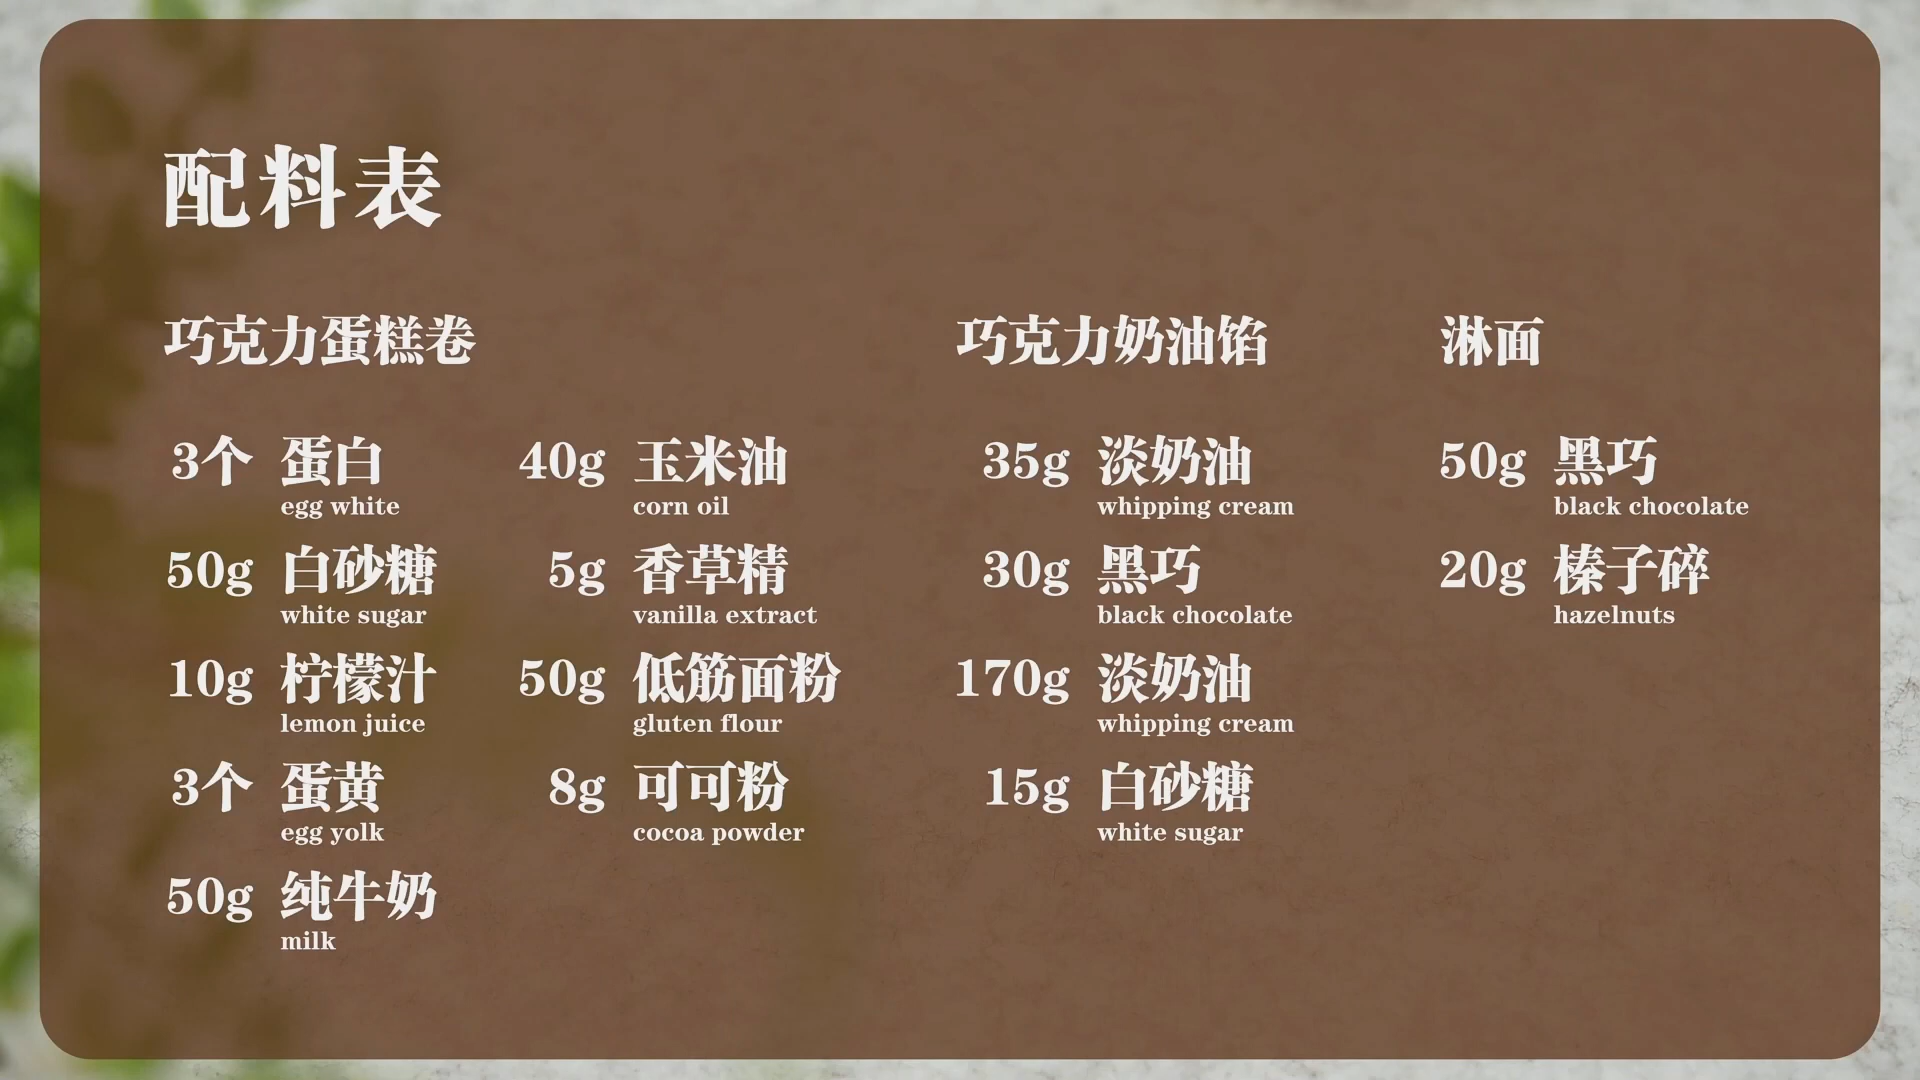 配料表
巧克力蛋糕卷
3个 蛋白
egg white
50g 白砂糖
white sugar
10g 柠檬汁
lemon juice
3个 蛋黄
egg yolk
50g 纯牛奶
milk
40g 玉米油
corn oil
5g 香草精
vanilla extract
50g 低筋面粉
gluten flour
8g 可可粉
cocoa powder
巧克力奶油馅
35g 淡奶油
whipping cream
30g 黑巧
black chocolate
170g 淡奶油
whipping cream
15g 白砂糖
white sugar
淋面
50g 黑巧
black chocolate
20g 榛子碎
hazelnuts